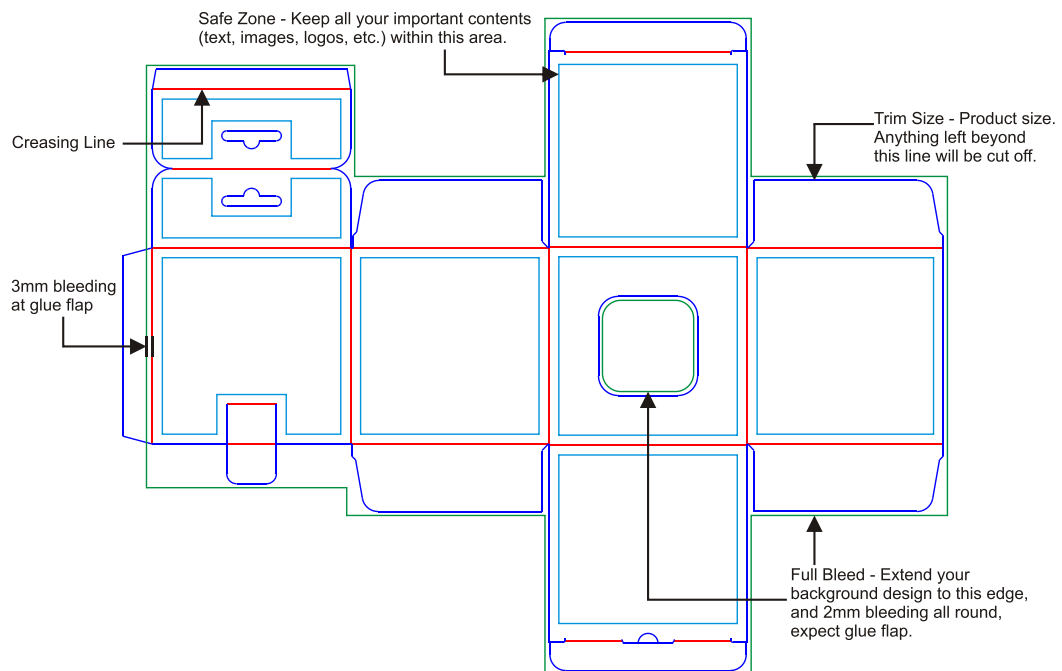 Safe Zone - Keep all your important contents
(text, images, logos, etc.) within this area.
Creasing Line
Trim Size - Product size.
Anything left beyond
this line will be cut off.
3mm bleeding
at glue flap
Full Bleed - Extend your
background design to this edge,
and 2mm bleeding all round,
expect glue flap.